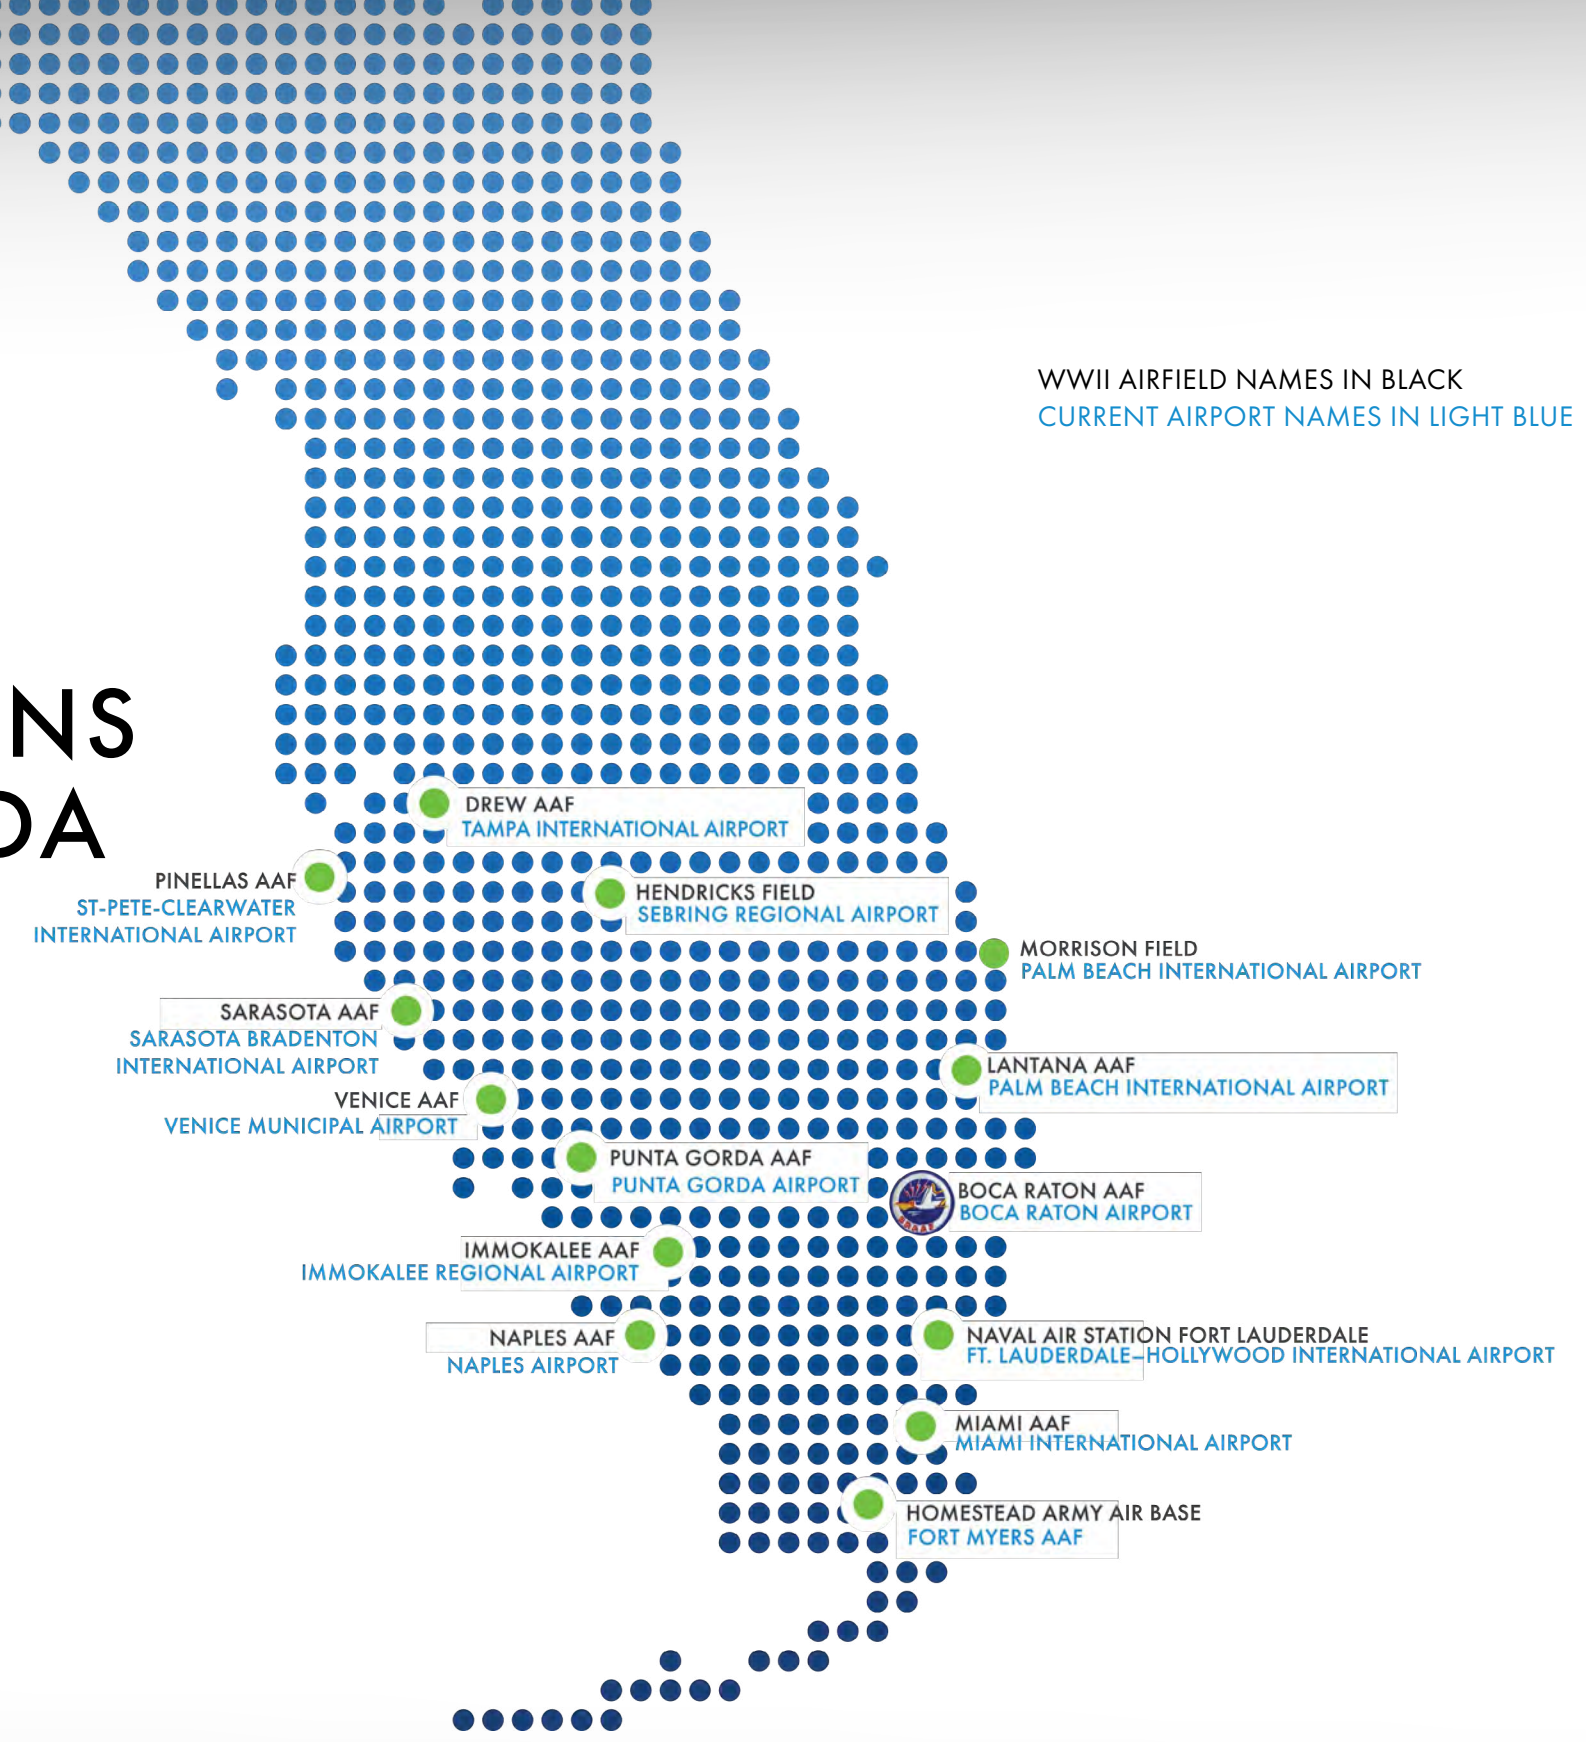 WWII AIRFIELD NAMES IN BLACK
CURRENT AIRPORT NAMES IN LIGHT BLUE
NS
DA
DREW AAF
TAMPA INTERNATIONAL AIRPORT
PINELLAS AAF
ST-PETE-CLEARWATER
INTERNATIONAL AIRPORT
HENDRICKS FIELD
SEBRING REGIONAL AIRPORT
MORRISON FIELD
PALM BEACH INTERNATIONAL AIRPORT
SARASOTA AAF
SARASOTA BRADENTON
INTERNATIONAL AIRPORT
LANTANA AAF
PALM BEACH INTERNATIONAL AIRPORT
VENICE AAF
VENICE MUNICIPAL AIRPORT
PUNTA GORDA AAF
PUNTA GORDA AIRPORT
BOCA RATON AAF
BOCA RATON AIRPORT
BRAAF
IMMOKALEE AAF
IMMOKALEE REGIONAL AIRPORT
NAPLES AAF
NAPLES AIRPORT
NAVAL AIR STATION FORT LAUDERDALE
FT. LAUDERDALE–HOLLYWOOD INTERNATIONAL AIRPORT
MIAMI AAF
MIAMI INTERNATIONAL AIRPORT
HOMESTEAD ARMY AIR BASE
FORT MYERS AAF